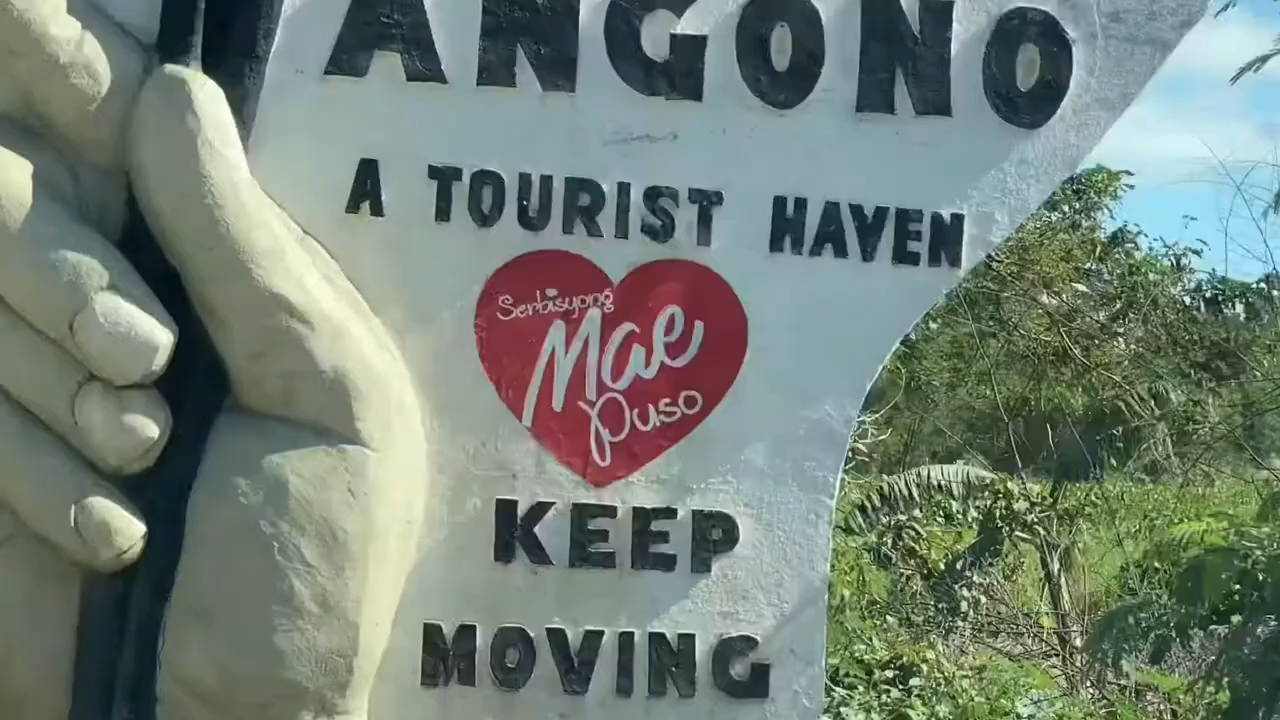 ANGONO
A TOURIST HAVEN
Serbisyong
Mae
Puso
KEEP
MOVING